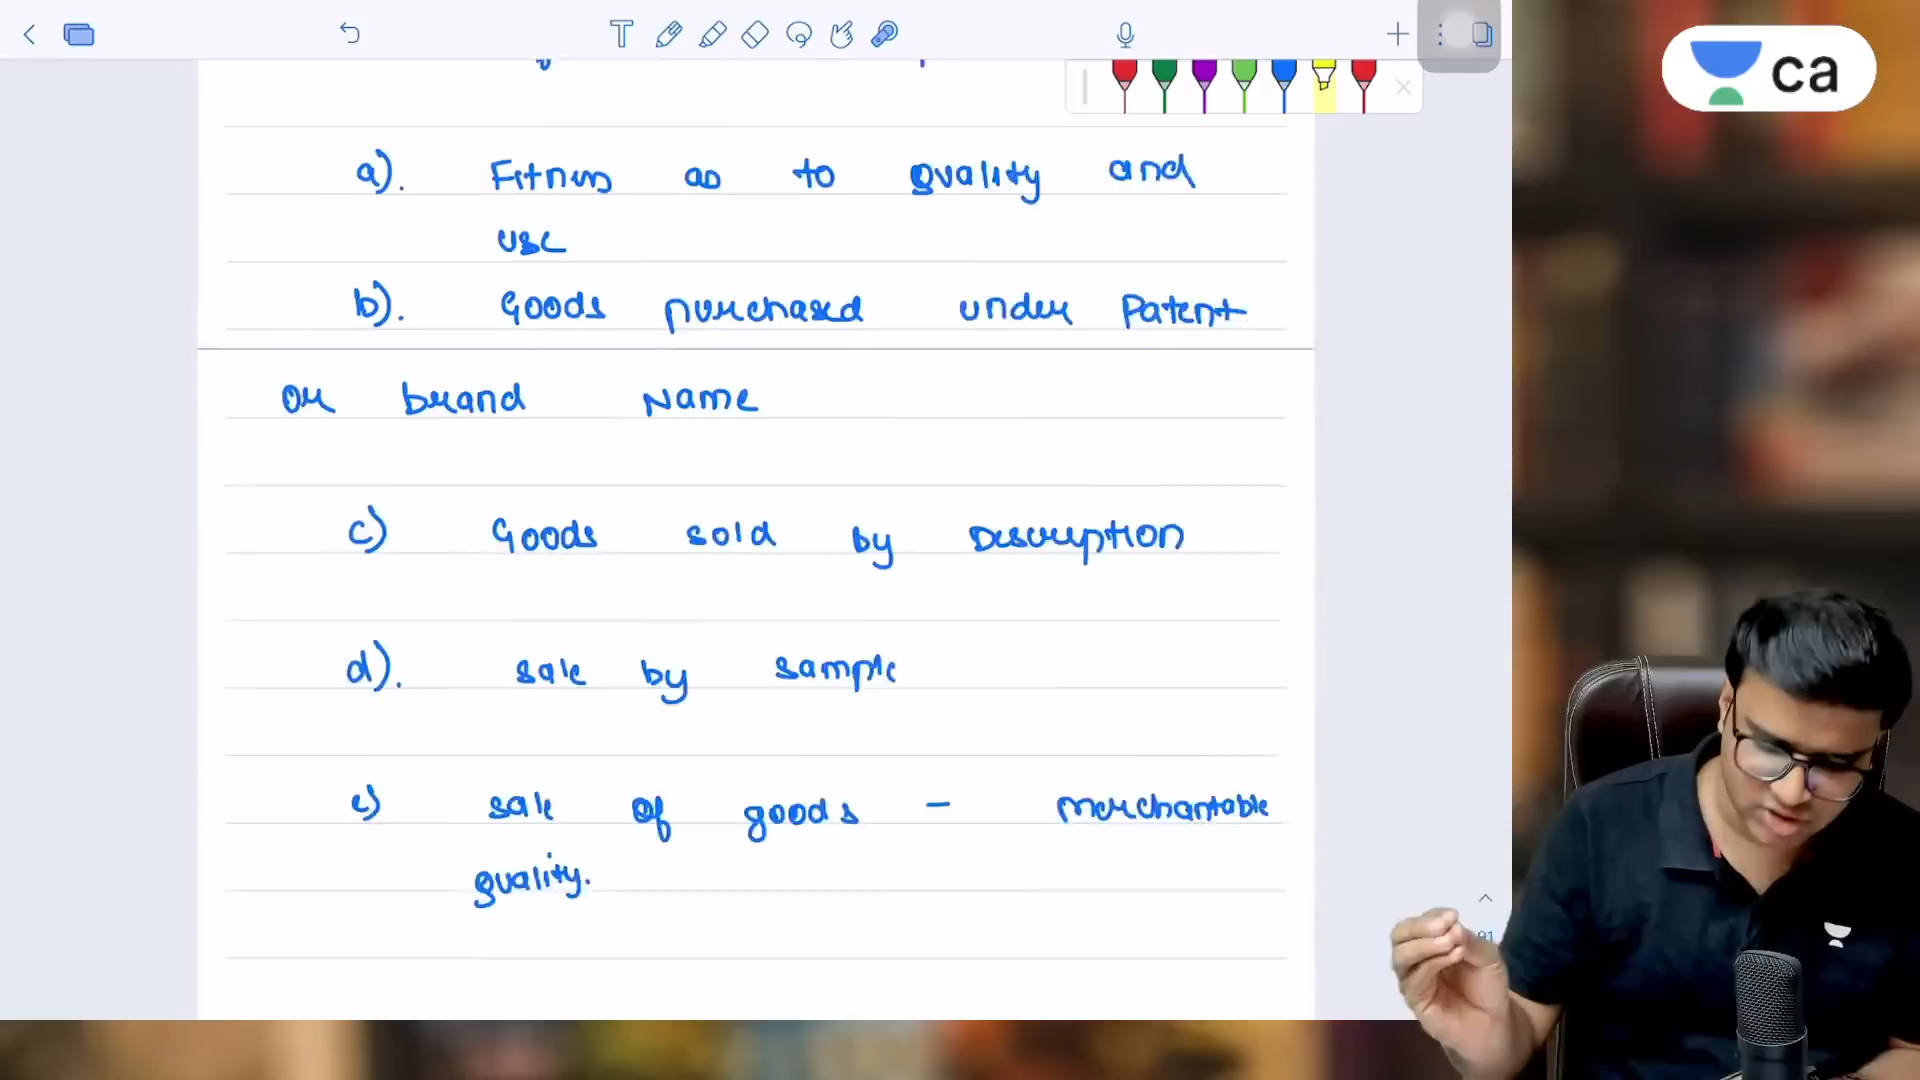 ca
a). Fitness as to Quality and
use
b). Goods purchased under Patent
or brand Name
c) Goods sold by Description
d). sale by sample
e) sale of goods - merchantable
quality.